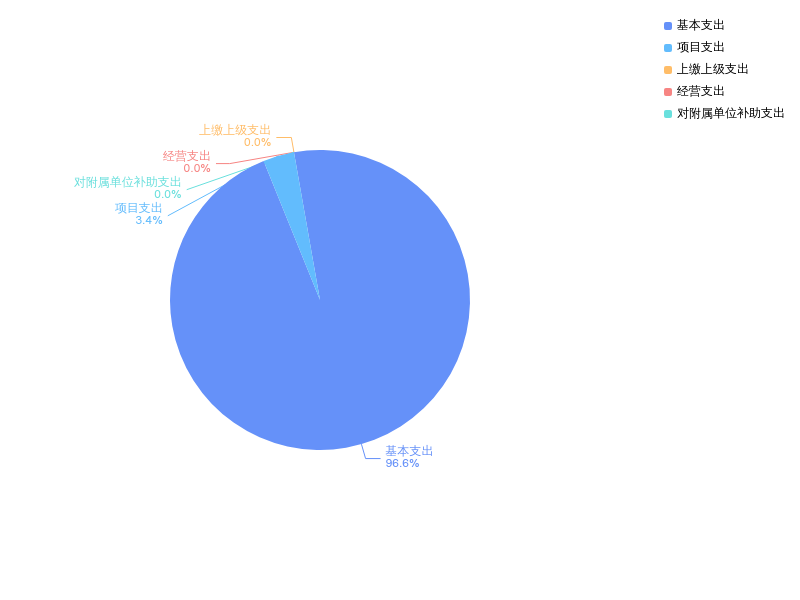 基本支出
项目支出
上缴上级支出
经营支出
对附属单位补助支出
上缴上级支出
0.0%
经营支出
0.0%
对附属单位补助支出
0.0%
项目支出
3.4%
基本支出
96.6%